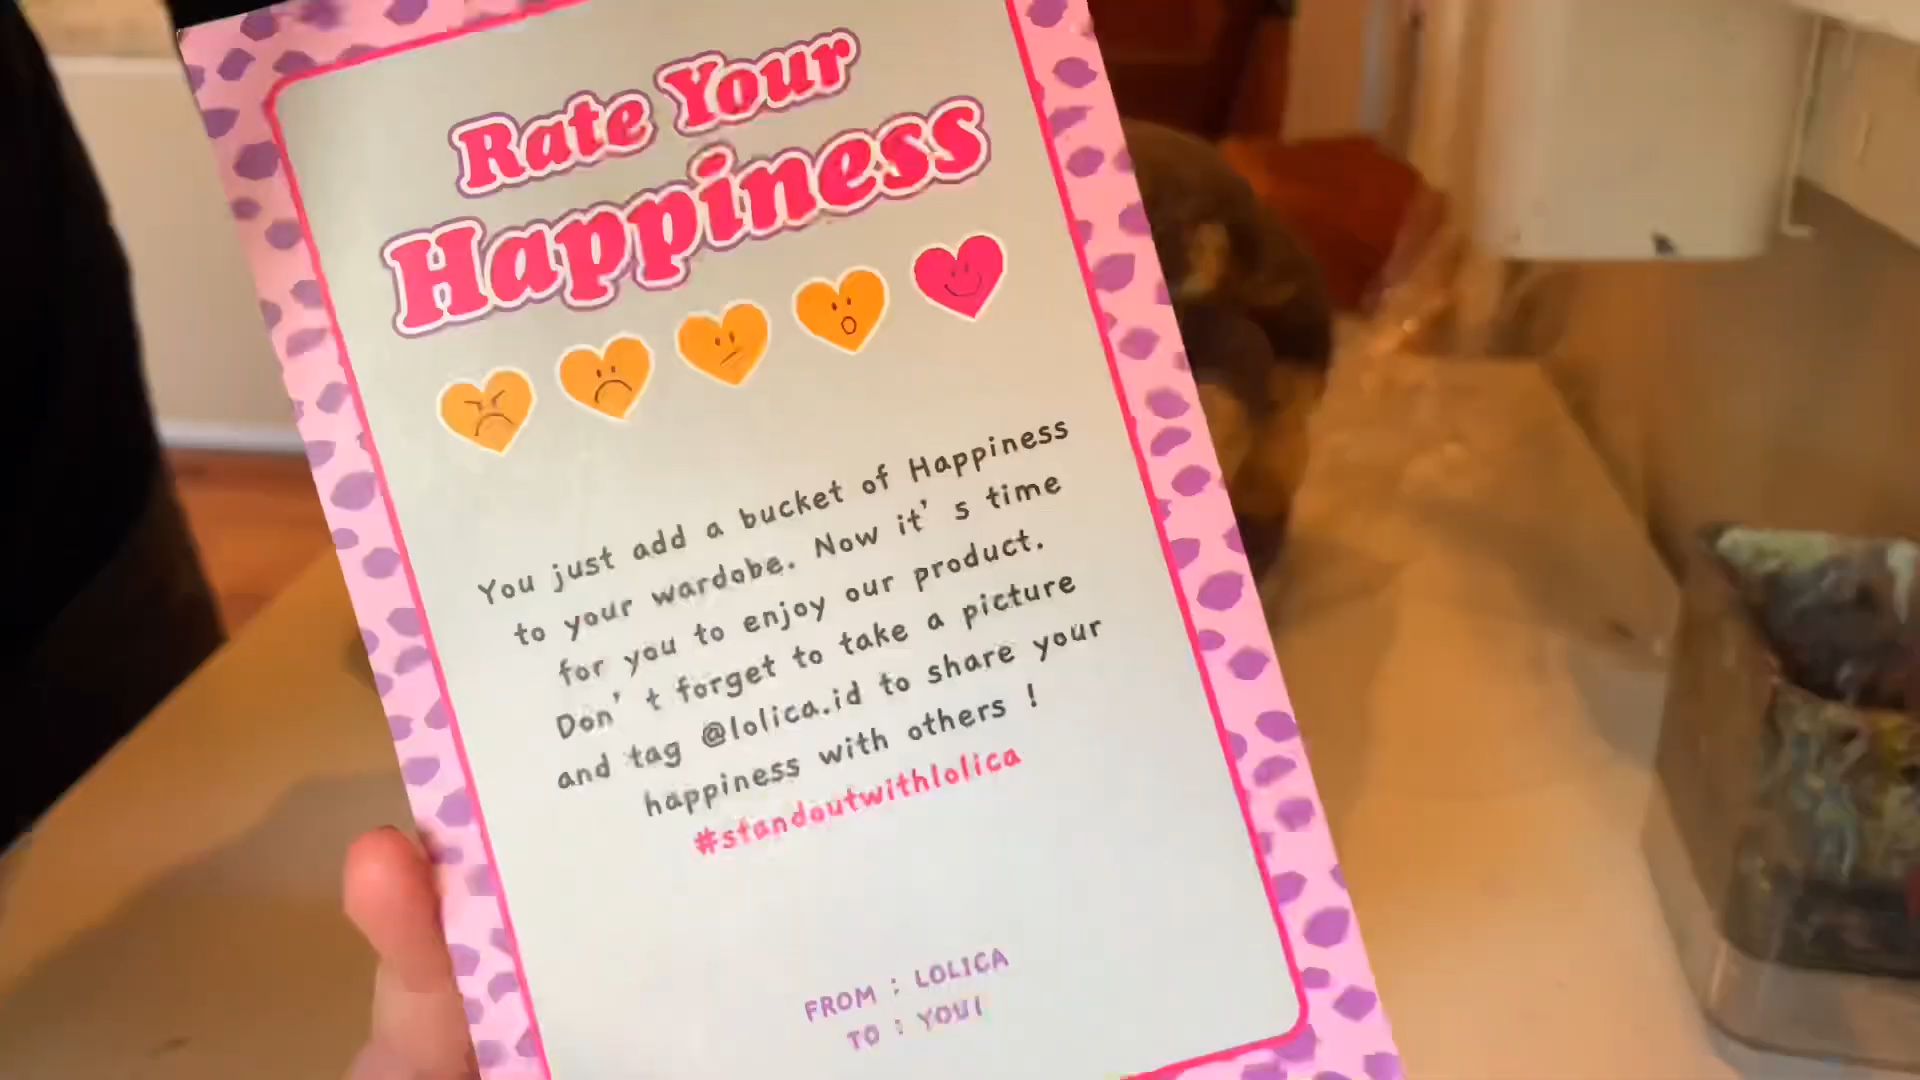 Rate Your
Happiness
You just add a bucket of Happiness
to your wardobe. Now it's time
for you to enjoy our product.
Don't forget to take a picture
and tag @lolica.id to share your
happiness with others !
#standoutwithlolica
FROM : LOLICA
TO : YOU!